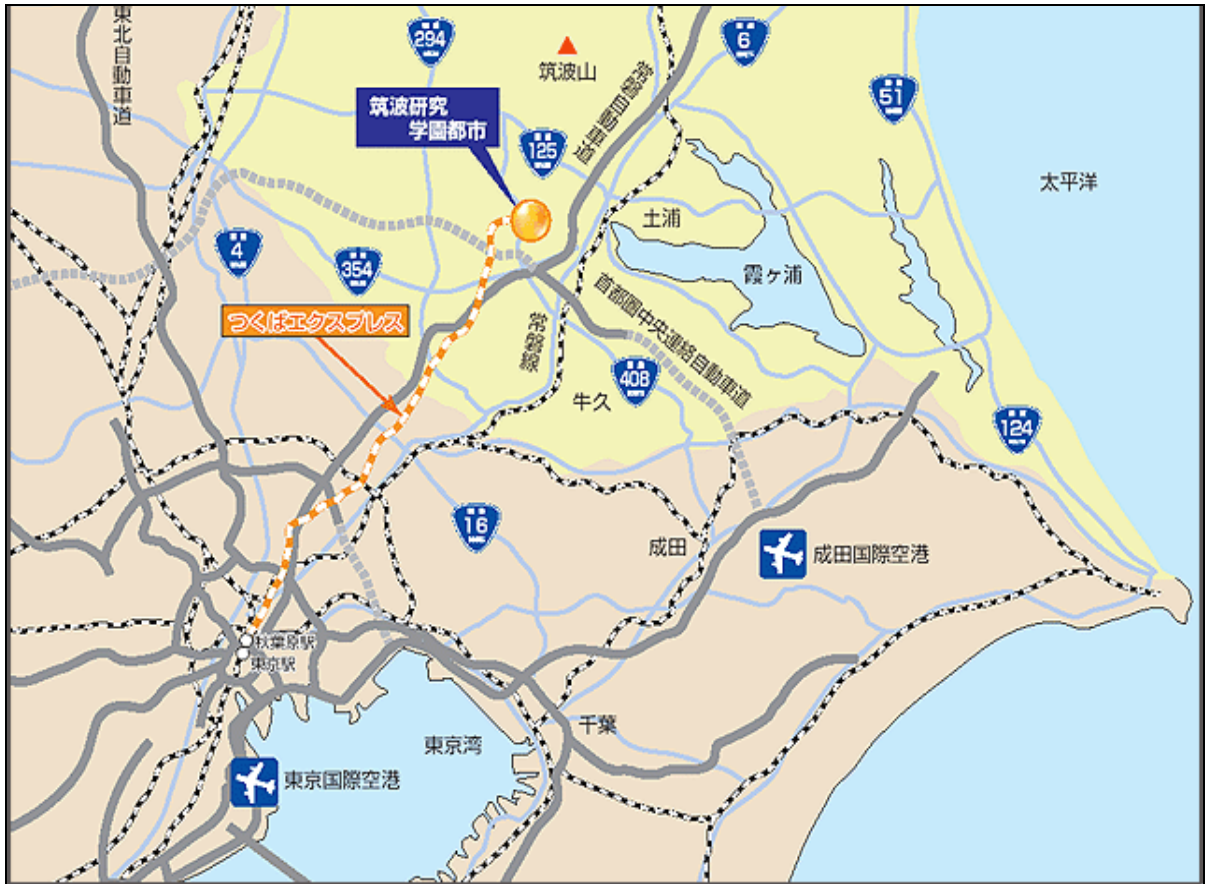 東北自動車道
294
筑波山
6
常磐自動車道
51
筑波研究
学園都市
125
太平洋
土浦
4
354
霞ヶ浦
つくばエクスプレス
常磐線
首都圏中央連絡自動車道
408
牛久
124
16
成田
成田国際空港
秋葉原駅
東京駅
千葉
東京湾
東京国際空港